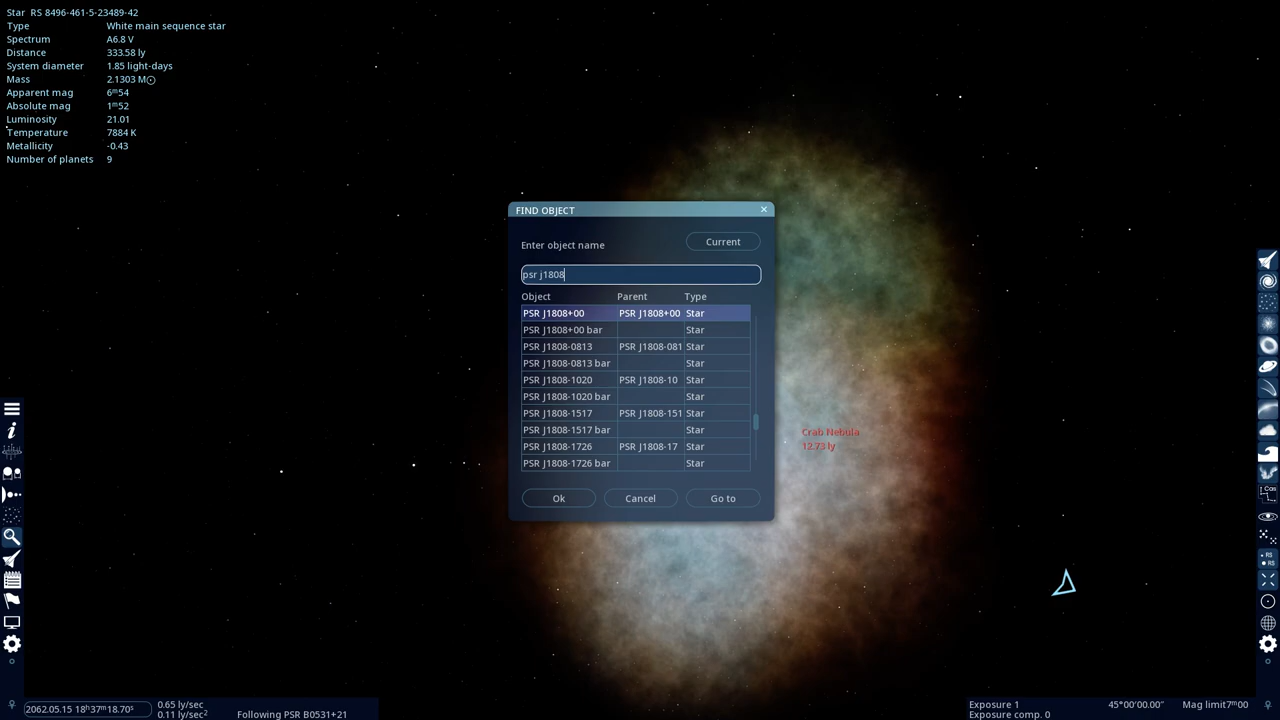 Star RS 8496-461-5-23489-42
Type White main sequence star
Spectrum A6.8 V
Distance 333.58 ly
System diameter 1.85 light-days
Mass 2.1303 M☉
Apparent mag 6ᵐ54
Absolute mag 1ᵐ52
Luminosity 21.01
Temperature 7884 K
Metallicity -0.43
Number of planets 9
FIND OBJECT
Enter object name Current
psr j1808
Object Parent Type
PSR J1808+00 PSR J1808+00 Star
PSR J1808+00 bar Star
PSR J1808-0813 PSR J1808-081 Star
PSR J1808-0813 bar Star
PSR J1808-1020 PSR J1808-10 Star
PSR J1808-1020 bar Star
PSR J1808-1517 PSR J1808-151 Star
PSR J1808-1517 bar Star
PSR J1808-1726 PSR J1808-17 Star
PSR J1808-1726 bar Star
Ok Cancel Go to
Crab Nebula
12.73 ly
Cas
RS
RS
2062.05.15 18ʰ37ᵐ18.70ˢ
0.65 ly/sec
0.11 ly/sec²
Following PSR B0531+21
Exposure 1 45°00'00.00" Mag limit7ᵐ00
Exposure comp. 0